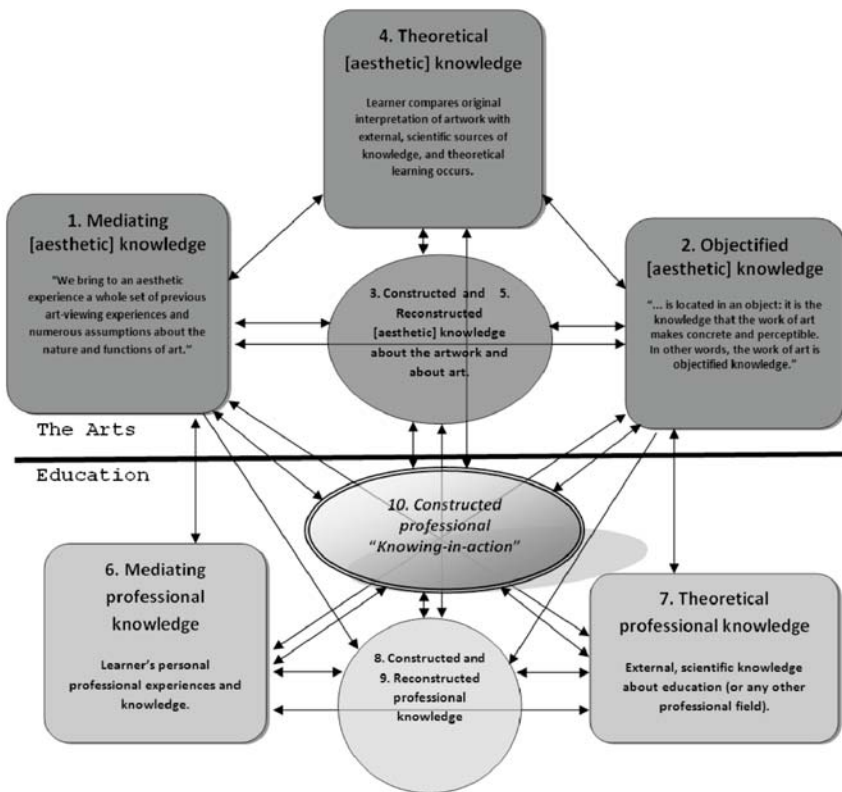 4. Theoretical
[aesthetic] knowledge
Learner compares original
interpretation of artwork with
external, scientific sources of
knowledge, and theoretical
learning occurs.
1. Mediating
[aesthetic] knowledge
"We bring to an aesthetic
experience a whole set of previous
art-viewing experiences and
numerous assumptions about the
nature and functions of art."
2. Objectified
[aesthetic] knowledge
"... is located in an object: it is the
knowledge that the work of art
makes concrete and perceptible.
In other words, the work of art is
objectified knowledge."
3. Constructed and 5.
Reconstructed
[aesthetic] knowledge
about the artwork and
about art.
The Arts
Education
10. Constructed
professional
"Knowing-in-action"
6. Mediating
professional
knowledge
Learner's personal
professional experiences and
knowledge.
7. Theoretical
professional knowledge
External, scientific knowledge
about education (or any other
professional field).
8. Constructed and
9. Reconstructed
professional
knowledge